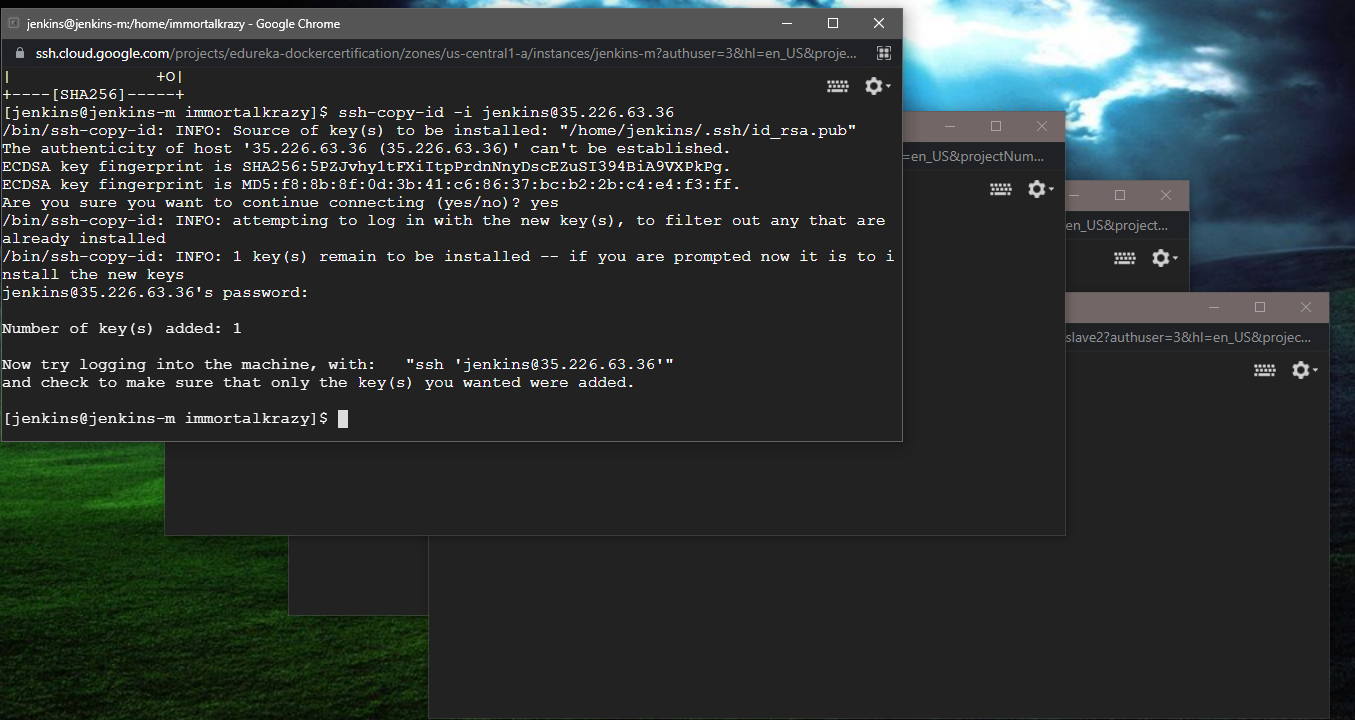 jenkins@jenkins-m:/home/immortalkrazy - Google Chrome
ssh.cloud.google.com/projects/edureka-dockercertification/zones/us-central1-a/instances/jenkins-m?authuser=3&hl=en_US&proje...
|                 +O|
+----[SHA256]-----+
[jenkins@jenkins-m immortalkrazy]$ ssh-copy-id -i jenkins@35.226.63.36
/bin/ssh-copy-id: INFO: Source of key(s) to be installed: "/home/jenkins/.ssh/id_rsa.pub"
The authenticity of host '35.226.63.36 (35.226.63.36)' can't be established.
ECDSA key fingerprint is SHA256:5PZJvhy1tFXiItpPrdnNnyDscEZuSI394BiA9VXPkPg.
ECDSA key fingerprint is MD5:f8:8b:8f:0d:3b:41:c6:86:37:bc:b2:2b:c4:e4:f3:ff.
Are you sure you want to continue connecting (yes/no)? yes
/bin/ssh-copy-id: INFO: attempting to log in with the new key(s), to filter out any that are
already installed
/bin/ssh-copy-id: INFO: 1 key(s) remain to be installed -- if you are prompted now it is to i
nstall the new keys
jenkins@35.226.63.36's password:
Number of key(s) added: 1
Now try logging into the machine, with:   "ssh 'jenkins@35.226.63.36'"
and check to make sure that only the key(s) you wanted were added.
[jenkins@jenkins-m immortalkrazy]$
=en_US&projectNum...
en_US&project...
slave2?authuser=3&hl=en_US&projec...